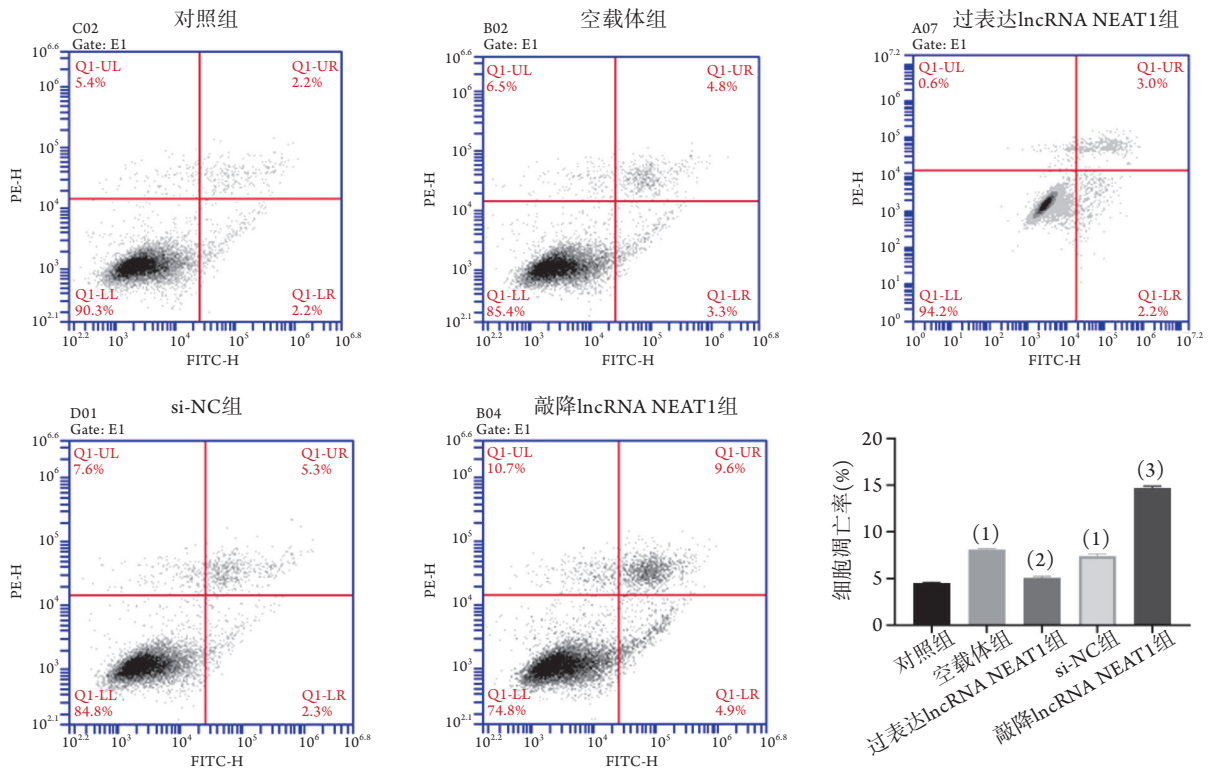 对照组
C02
Gate: E1
10^6.6
Q1-UL
5.4%
Q1-UR
2.2%
10^6
10^5
PE-H
10^4
10^3
Q1-LL
90.3%
Q1-LR
2.2%
10^2.1
10^2.2 10^3 10^4 10^5 10^6.8
FITC-H
空载体组
B02
Gate: E1
10^6.6
Q1-UL
6.5%
Q1-UR
4.8%
10^6
10^5
PE-H
10^4
10^3
Q1-LL
85.4%
Q1-LR
3.3%
10^2.1
10^2.2 10^3 10^4 10^5 10^6 10^6.8
FITC-H
过表达lncRNA NEAT1组
A07
Gate: E1
10^7.2
Q1-UL
0.6%
Q1-UR
3.0%
10^6
10^5
PE-H
10^4
10^3
10^2
10^1
Q1-LL
94.2%
Q1-LR
2.2%
10^0
10^0 10^1 10^2 10^3 10^4 10^5 10^6 10^7.2
FITC-H
si-NC组
D01
Gate: E1
10^6.6
Q1-UL
7.6%
Q1-UR
5.3%
10^6
10^5
PE-H
10^4
10^3
Q1-LL
84.8%
Q1-LR
2.3%
10^2.1
10^2.2 10^3 10^4 10^5 10^6 10^6.8
FITC-H
敲降lncRNA NEAT1组
B04
Gate: E1
10^6.6
Q1-UL
10.7%
Q1-UR
9.6%
10^6
10^5
PE-H
10^4
10^3
Q1-LL
74.8%
Q1-LR
4.9%
10^2.1
10^2.2 10^3 10^4 10^5 10^6 10^6.8
FITC-H
细胞凋亡率(%)
20
15
10
5
0
(1)
(2)
(1)
(3)
对照组
空载体组
过表达lncRNA NEAT1组
si-NC组
敲降lncRNA NEAT1组